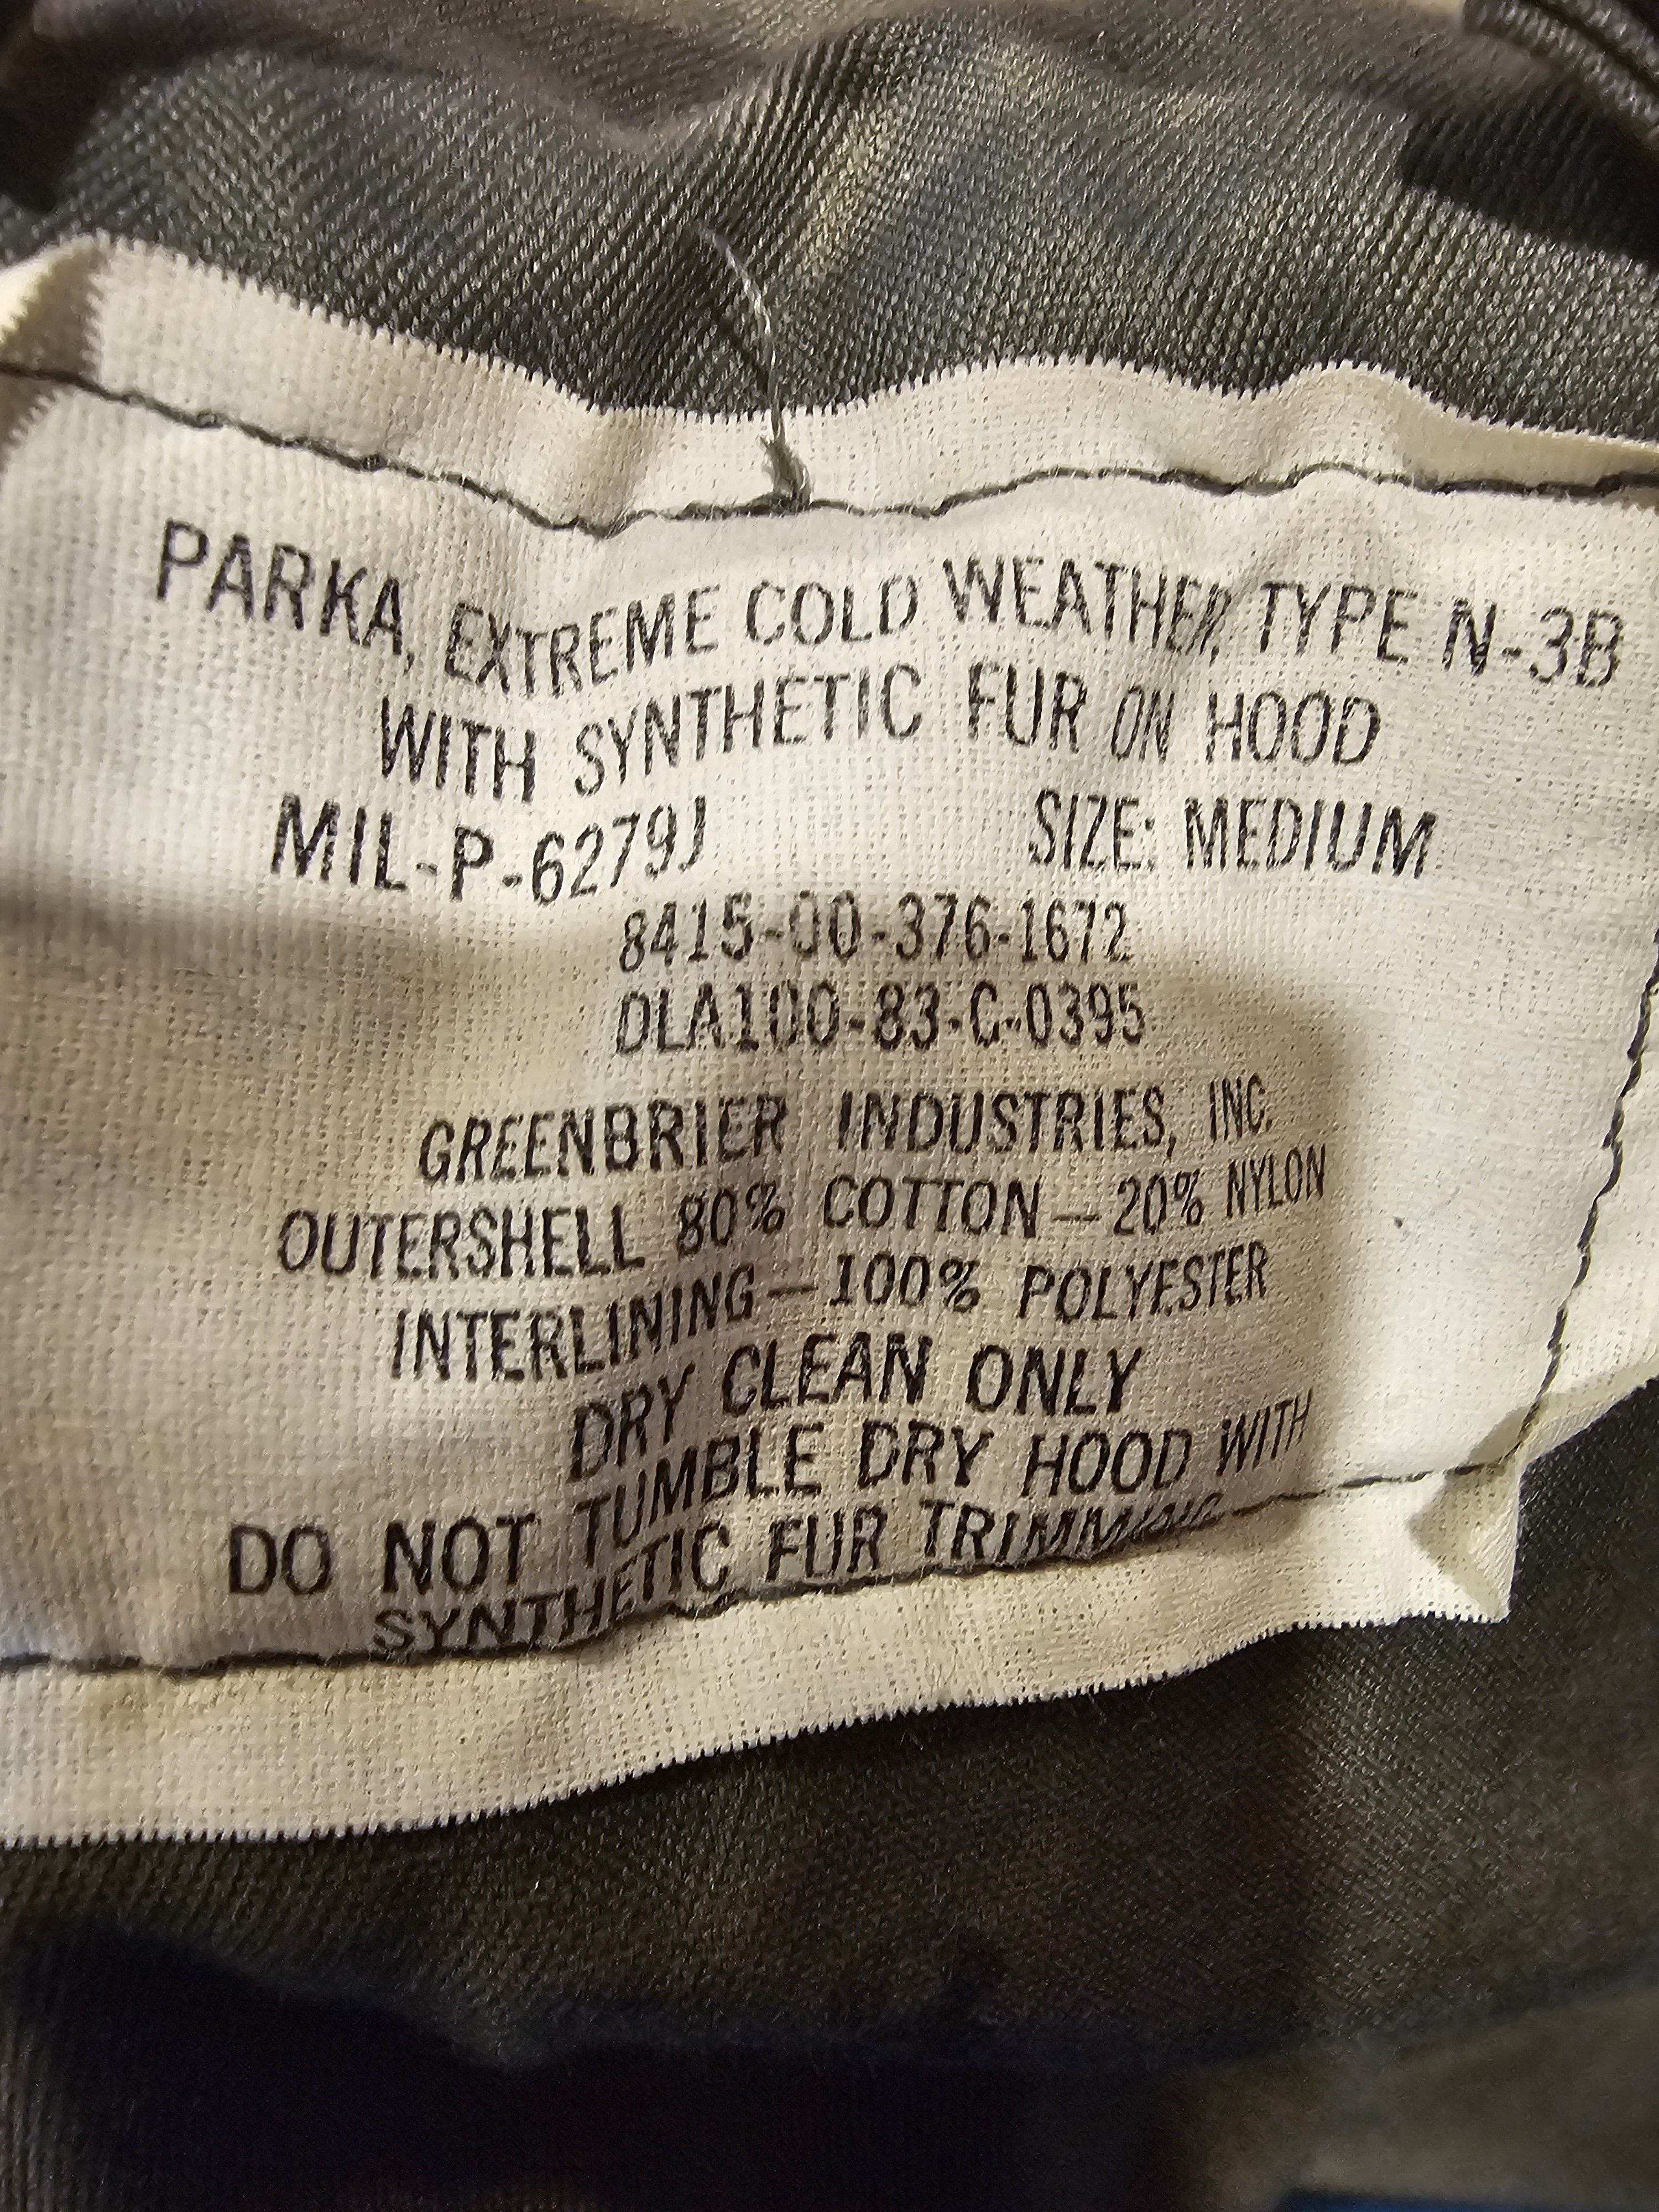 PARKA, EXTREME COLD WEATHER, TYPE N-3B
WITH SYNTHETIC FUR ON HOOD
MIL-P-6279J SIZE: MEDIUM
8415-00-376-1672
DLA100-83-C-0395
GREENBRIER INDUSTRIES, INC.
OUTERSHELL 80% COTTON — 20% NYLON
INTERLINING — 100% POLYESTER
DRY CLEAN ONLY
DO NOT TUMBLE DRY HOOD WITH
SYNTHETIC FUR TRIMMING